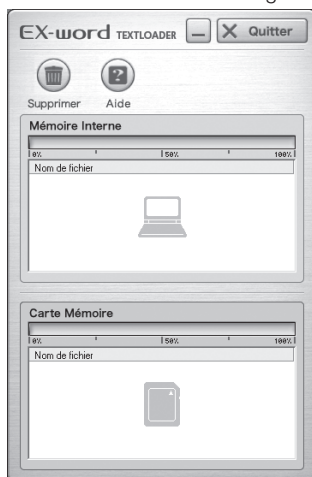 EX-word TEXTLOADER Quitter
Supprimer Aide
Mémoire Interne
0% 50% 100%
Nom de fichier
Carte Mémoire
0% 50% 100%
Nom de fichier